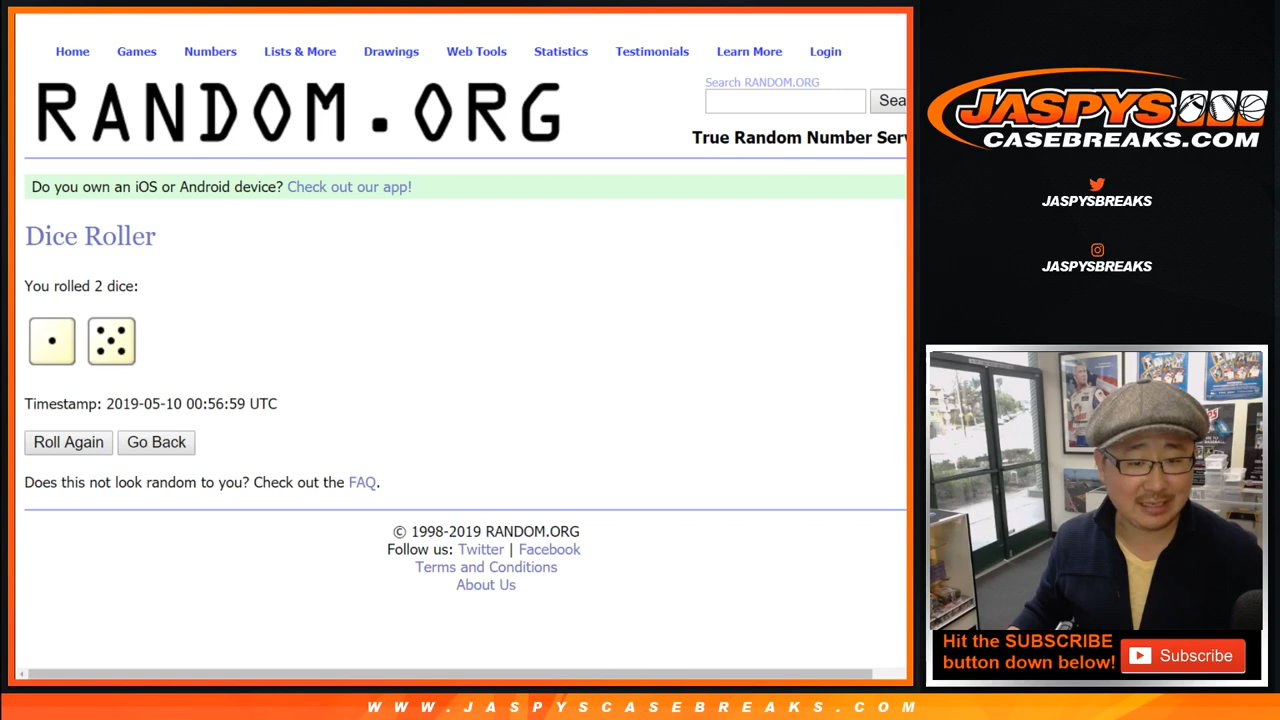 Home Games Numbers Lists & More Drawings Web Tools Statistics Testimonials Learn More Login
RANDOM.ORG
Search RANDOM.ORG
Sea
True Random Number Serv
Do you own an iOS or Android device? Check out our app!
Dice Roller
You rolled 2 dice:
Timestamp: 2019-05-10 00:56:59 UTC
Roll Again Go Back
Does this not look random to you? Check out the FAQ.
© 1998-2019 RANDOM.ORG
Follow us: Twitter | Facebook
Terms and Conditions
About Us
JASPYS
CASEBREAKS.COM
JASPYSBREAKS
JASPYSBREAKS
Hit the SUBSCRIBE
button down below!
Subscribe
WWW.JASPYSCASEBREAKS.COM